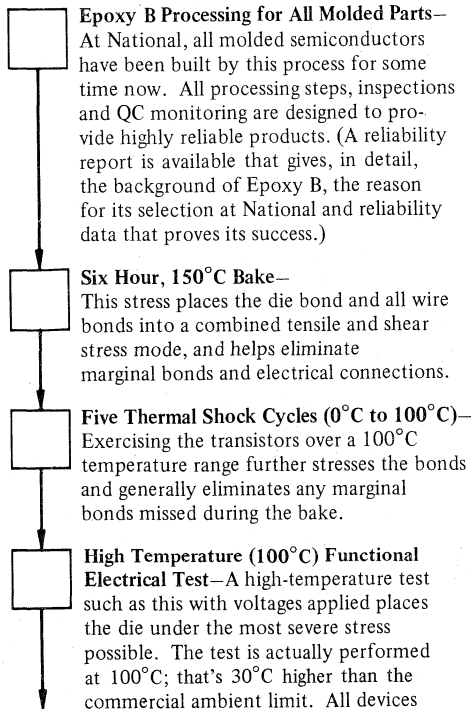 Epoxy B Processing for All Molded Parts—
At National, all molded semiconductors
have been built by this process for some
time now. All processing steps, inspections
and QC monitoring are designed to pro-
vide highly reliable products. (A reliability
report is available that gives, in detail,
the background of Epoxy B, the reason
for its selection at National and reliability
data that proves its success.)
Six Hour, 150°C Bake—
This stress places the die bond and all wire
bonds into a combined tensile and shear
stress mode, and helps eliminate
marginal bonds and electrical connections.
Five Thermal Shock Cycles (0°C to 100°C)—
Exercising the transistors over a 100°C
temperature range further stresses the bonds
and generally eliminates any marginal
bonds missed during the bake.
High Temperature (100°C) Functional
Electrical Test—A high-temperature test
such as this with voltages applied places
the die under the most severe stress
possible. The test is actually performed
at 100°C; that's 30°C higher than the
commercial ambient limit. All devices